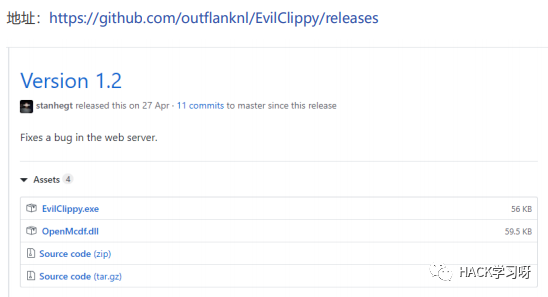 地址：https://github.com/outflanknl/EvilClippy/releases
Version 1.2
stanhegt released this on 27 Apr · 11 commits to master since this release
Fixes a bug in the web server.
Assets 4
EvilClippy.exe 56 KB
OpenMcdf.dll 59.5 KB
Source code (zip)
Source code (tar.gz)
HACK学习呀